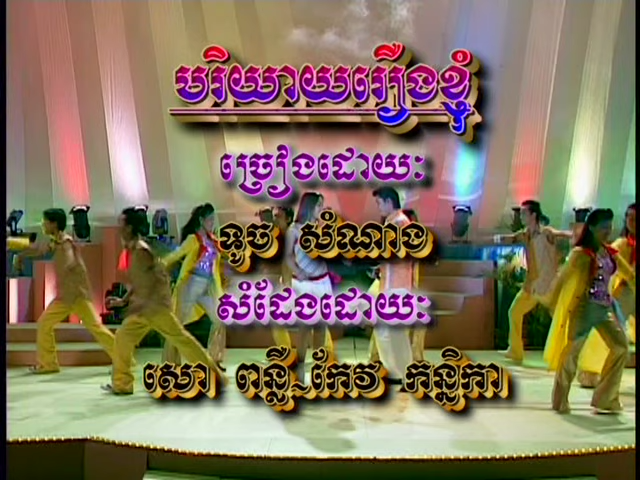 បរិយាយរឿងខ្ញុំ
ច្រៀងដោយៈ
ទូច សំណាង
សំដែងដោយៈ
សោ ពន្លឺ~កែវ កន្និកា